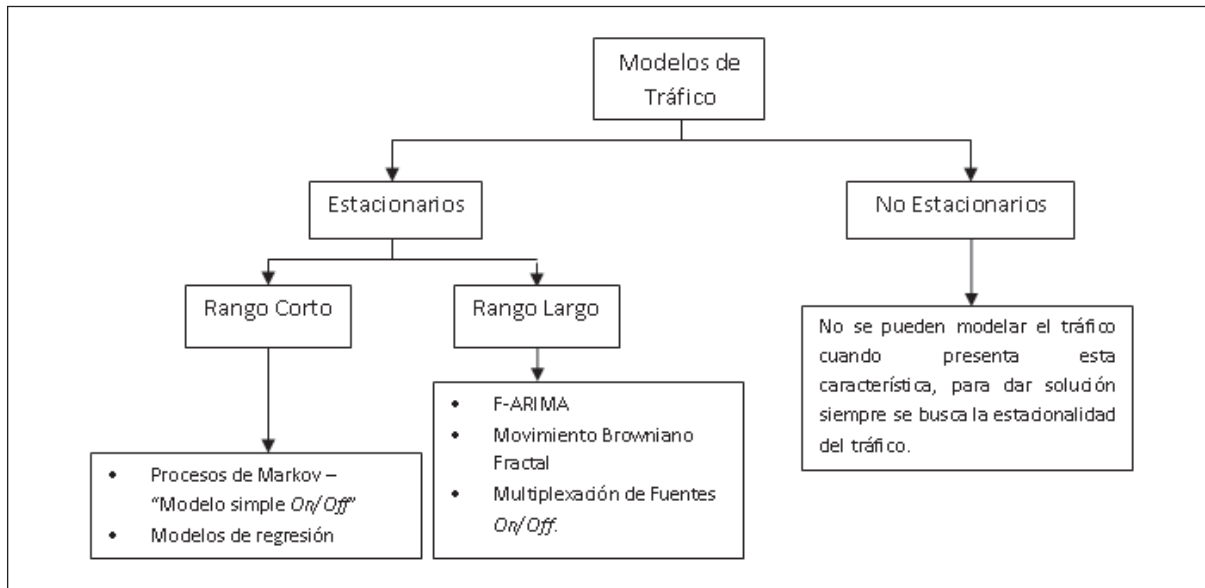 Modelos de
Tráfico
Estacionarios
No Estacionarios
Rango Corto
Rango Largo
No se pueden modelar el tráfico
cuando presenta esta
característica, para dar solución
siempre se busca la estacionalidad
del tráfico.
• F-ARIMA
• Movimiento Browniano
Fractal
• Multiplexación de Fuentes
On/Off.
• Procesos de Markov –
“Modelo simple On/Off”
• Modelos de regresión